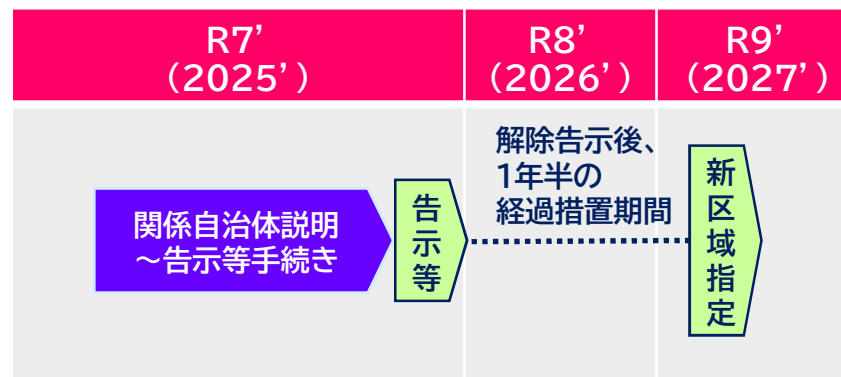 R7’
（2025’）
R8’
（2026’）
R9’
（2027’）
関係自治体説明
～告示等手続き
告示等
解除告示後、
1年半の
経過措置期間
新区域指定